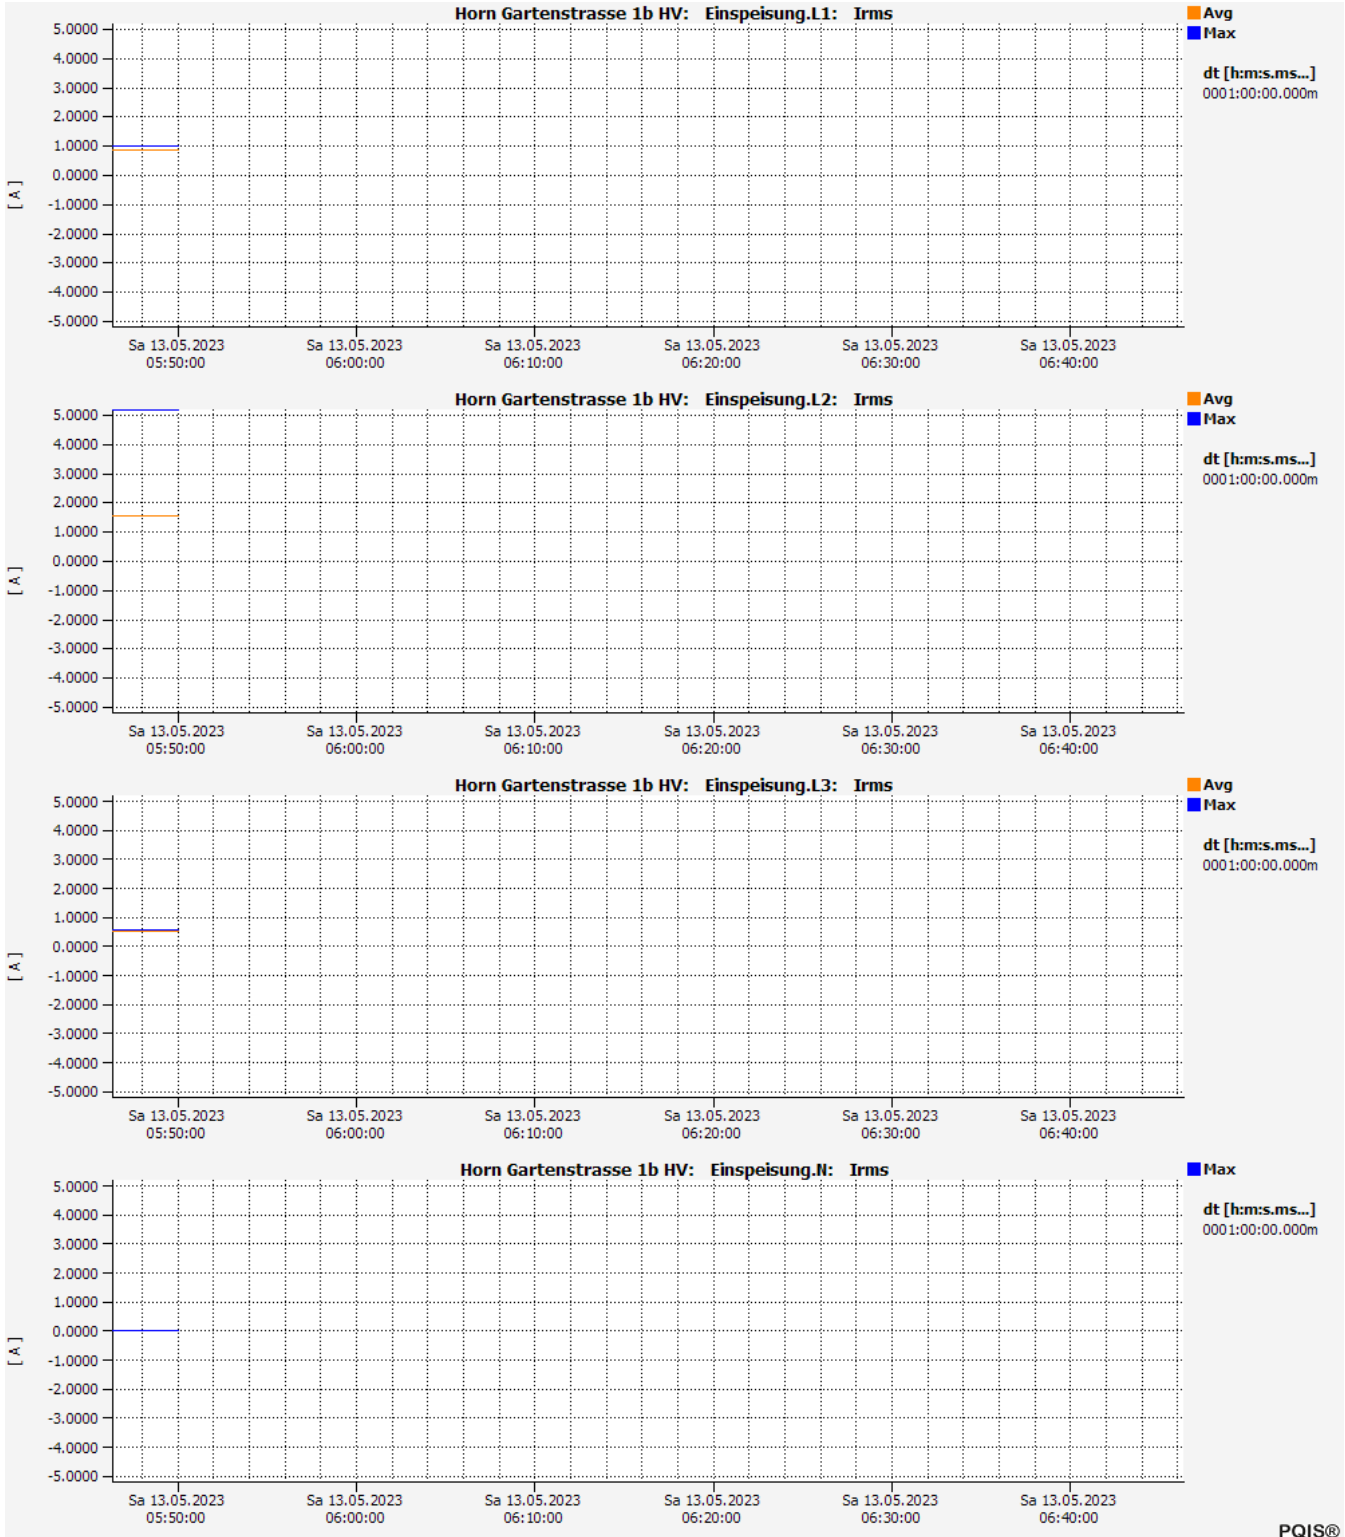 Horn Gartenstrasse 1b HV: Einspeisung.L1: Irms
Avg
Max
dt [h:m:s.ms...]
0001:00:00.000m
5.0000
4.0000
3.0000
2.0000
1.0000
0.0000
-1.0000
-2.0000
-3.0000
-4.0000
-5.0000
[ A ]
Sa 13.05.2023 Sa 13.05.2023 Sa 13.05.2023 Sa 13.05.2023 Sa 13.05.2023 Sa 13.05.2023
05:50:00 06:00:00 06:10:00 06:20:00 06:30:00 06:40:00
Horn Gartenstrasse 1b HV: Einspeisung.L2: Irms
Avg
Max
dt [h:m:s.ms...]
0001:00:00.000m
5.0000
4.0000
3.0000
2.0000
1.0000
0.0000
-1.0000
-2.0000
-3.0000
-4.0000
-5.0000
[ A ]
Sa 13.05.2023 Sa 13.05.2023 Sa 13.05.2023 Sa 13.05.2023 Sa 13.05.2023 Sa 13.05.2023
05:50:00 06:00:00 06:10:00 06:20:00 06:30:00 06:40:00
Horn Gartenstrasse 1b HV: Einspeisung.L3: Irms
Avg
Max
dt [h:m:s.ms...]
0001:00:00.000m
5.0000
4.0000
3.0000
2.0000
1.0000
0.0000
-1.0000
-2.0000
-3.0000
-4.0000
-5.0000
[ A ]
Sa 13.05.2023 Sa 13.05.2023 Sa 13.05.2023 Sa 13.05.2023 Sa 13.05.2023 Sa 13.05.2023
05:50:00 06:00:00 06:10:00 06:20:00 06:30:00 06:40:00
Horn Gartenstrasse 1b HV: Einspeisung.N: Irms
Max
dt [h:m:s.ms...]
0001:00:00.000m
5.0000
4.0000
3.0000
2.0000
1.0000
0.0000
-1.0000
-2.0000
-3.0000
-4.0000
-5.0000
[ A ]
Sa 13.05.2023 Sa 13.05.2023 Sa 13.05.2023 Sa 13.05.2023 Sa 13.05.2023 Sa 13.05.2023
05:50:00 06:00:00 06:10:00 06:20:00 06:30:00 06:40:00
PQIS®